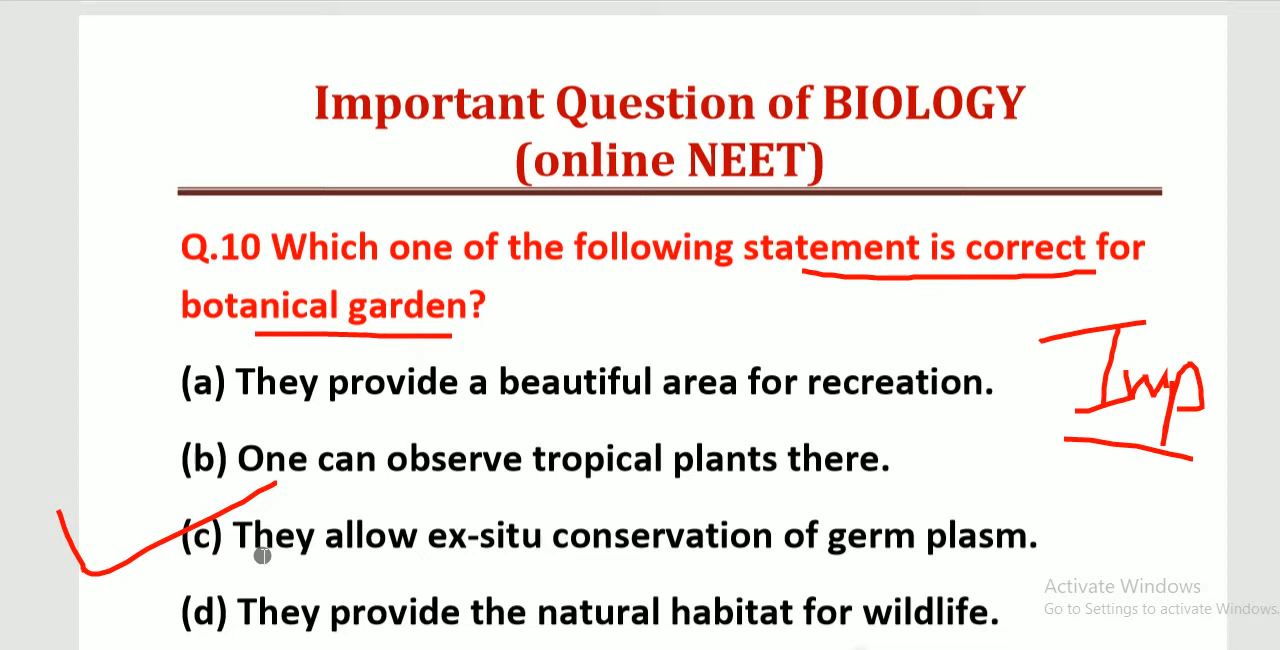 Important Question of BIOLOGY
(online NEET)
Q.10 Which one of the following statement is correct for
botanical garden?
(a) They provide a beautiful area for recreation.
Imp
(b) One can observe tropical plants there.
(c) They allow ex-situ conservation of germ plasm.
(d) They provide the natural habitat for wildlife.
Activate Windows
Go to Settings to activate Windows.